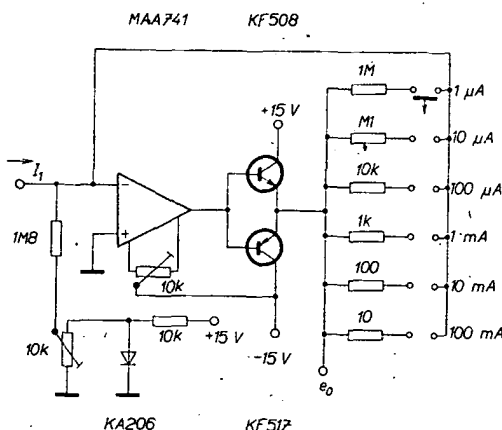 MAA741 KF508
1M 1 µA
+15 V
M1 10 µA
I1
10k 100 µA
1M8 1k 1 mA
10k 100 10 mA
10k 10k +15 V -15 V 10 100 mA
e0
KA206 KF517